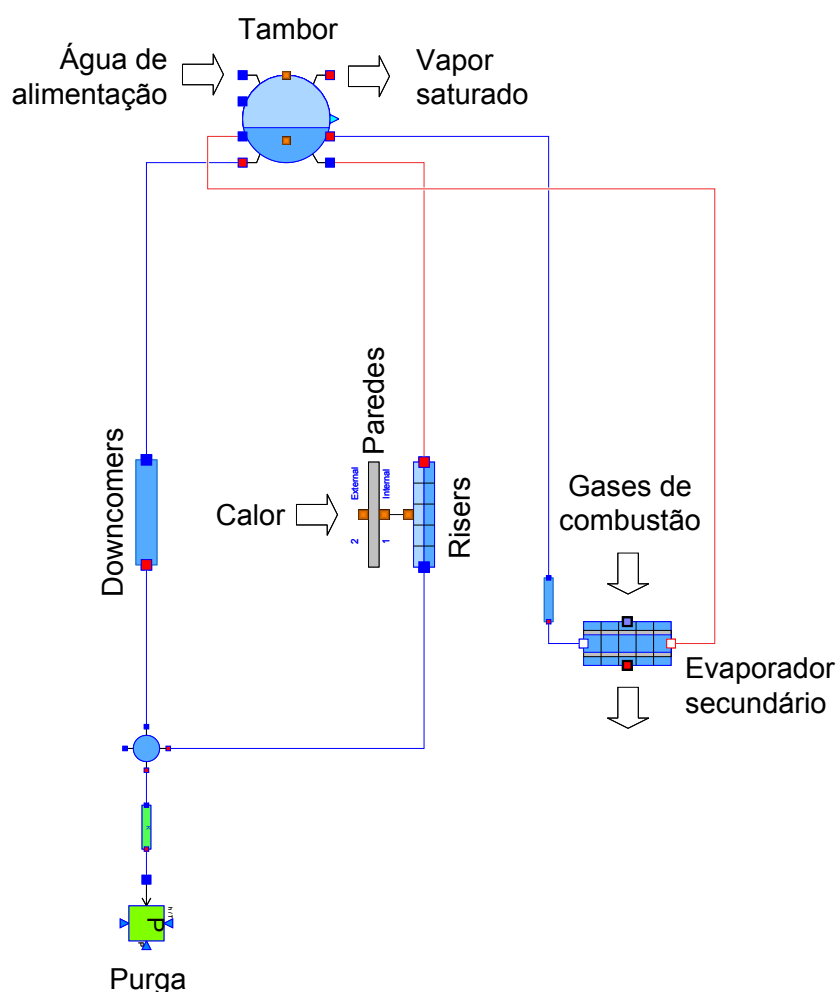 Tambor
Água de
alimentação
Vapor
saturado
Paredes
External
Internal
2
1
Calor
Risers
Downcomers
Gases de
combustão
Evaporador
secundário
P
Purga